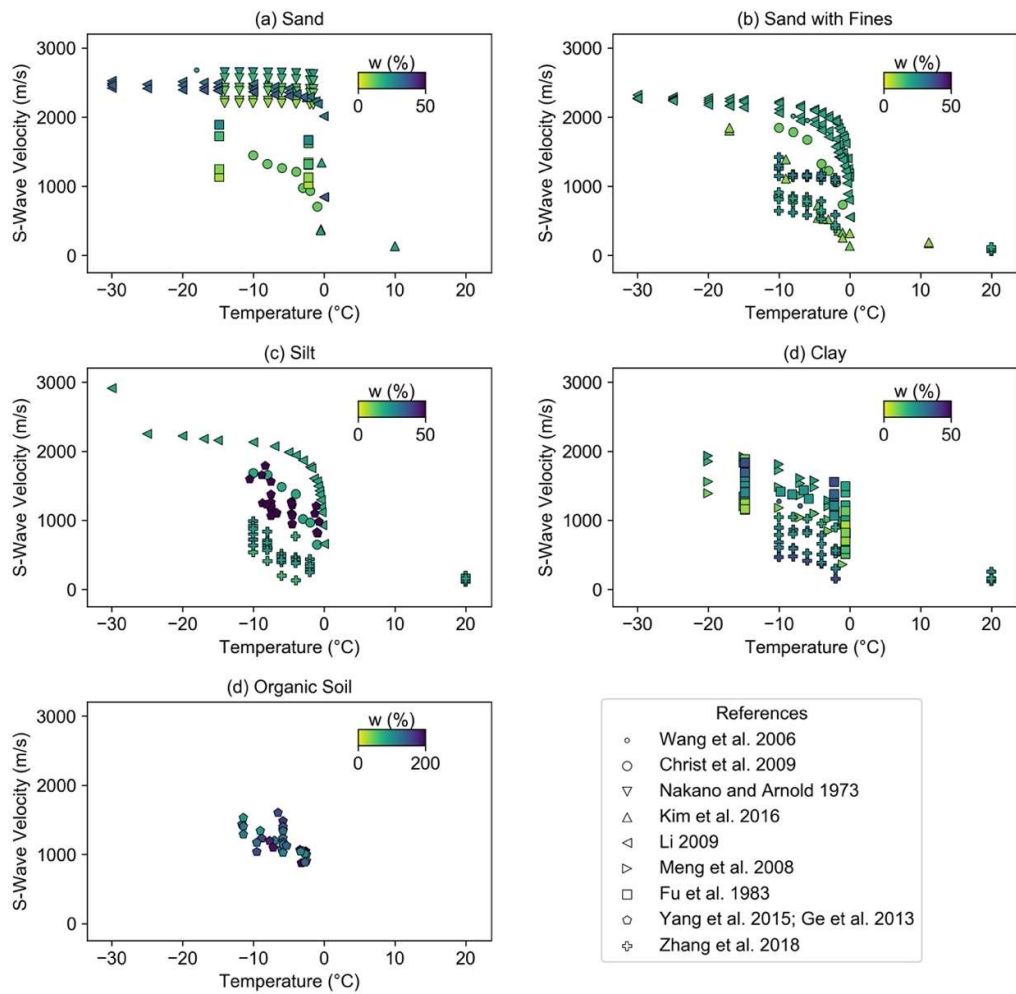 (a) Sand
3000
2000
1000
0
S-Wave Velocity (m/s)
w (%)
0 50
−30 −20 −10 0 10 20
Temperature (°C)
(b) Sand with Fines
3000
2000
1000
0
S-Wave Velocity (m/s)
w (%)
0 50
−30 −20 −10 0 10 20
Temperature (°C)
(c) Silt
3000
2000
1000
0
S-Wave Velocity (m/s)
w (%)
0 50
−30 −20 −10 0 10 20
Temperature (°C)
(d) Clay
3000
2000
1000
0
S-Wave Velocity (m/s)
w (%)
0 50
−30 −20 −10 0 10 20
Temperature (°C)
(d) Organic Soil
3000
2000
1000
0
S-Wave Velocity (m/s)
w (%)
0 200
−30 −20 −10 0 10 20
Temperature (°C)
References
Wang et al. 2006
Christ et al. 2009
Nakano and Arnold 1973
Kim et al. 2016
Li 2009
Meng et al. 2008
Fu et al. 1983
Yang et al. 2015; Ge et al. 2013
Zhang et al. 2018